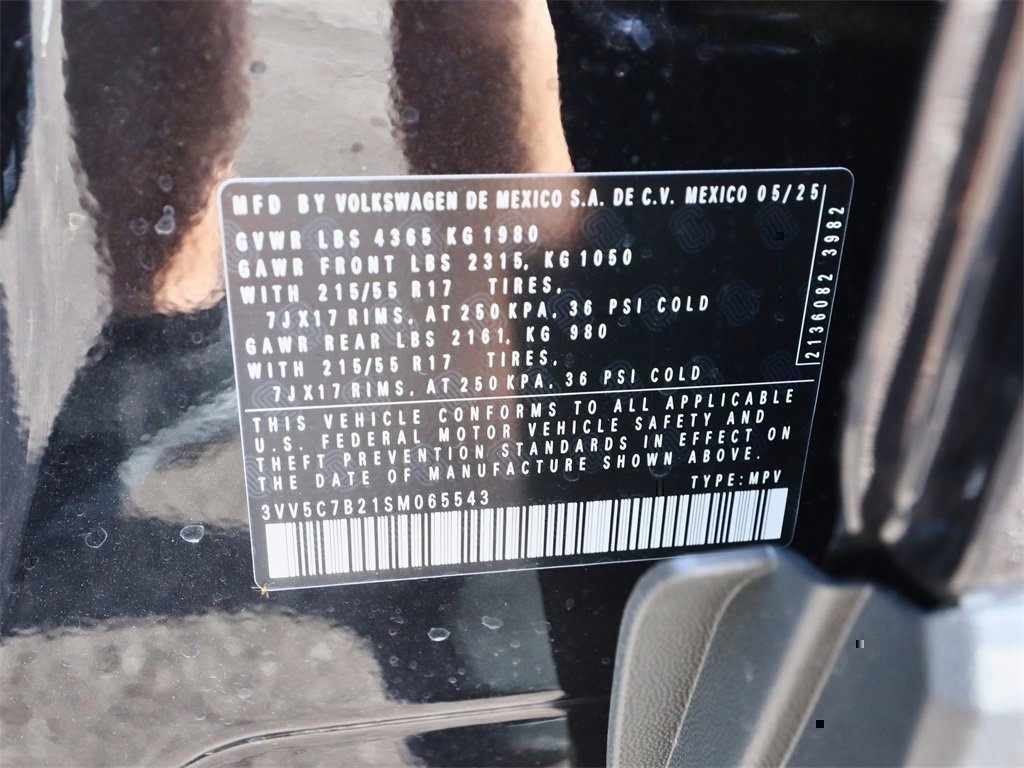 MFD BY VOLKSWAGEN DE MEXICO S.A. DE C.V. MEXICO 05/25
GVWR LBS 4365 KG 1980
GAWR FRONT LBS 2315, KG 1050
WITH 215/55 R17 TIRES,
7JX17 RIMS, AT 250 KPA, 36 PSI COLD
GAWR REAR LBS 2161, KG 980
WITH 215/55 R17 TIRES,
7JX17 RIMS, AT 250 KPA, 36 PSI COLD
2136082 3982
THIS VEHICLE CONFORMS TO ALL APPLICABLE
U.S. FEDERAL MOTOR VEHICLE SAFETY AND
THEFT PREVENTION STANDARDS IN EFFECT ON
THE DATE OF MANUFACTURE SHOWN ABOVE.
TYPE: MPV
3VV5C7B21SM065543